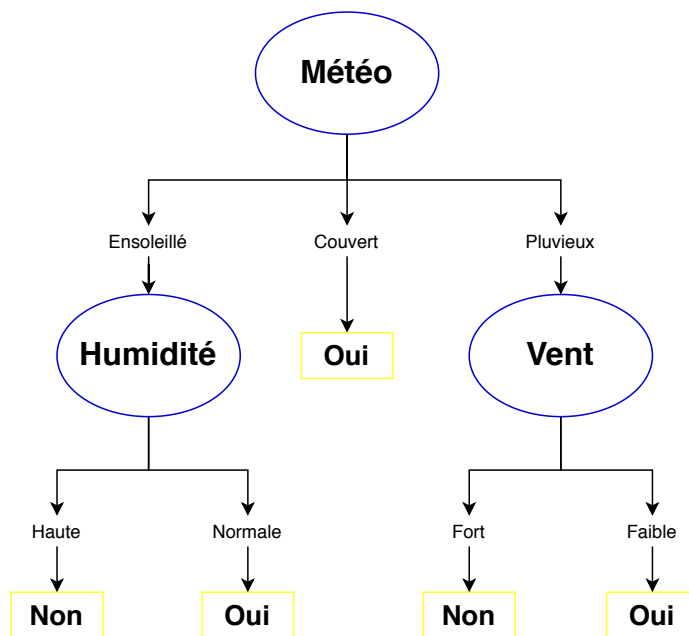 Météo
Ensoleillé
Couvert
Pluvieux
Humidité
Oui
Vent
Haute
Normale
Fort
Faible
Non
Oui
Non
Oui